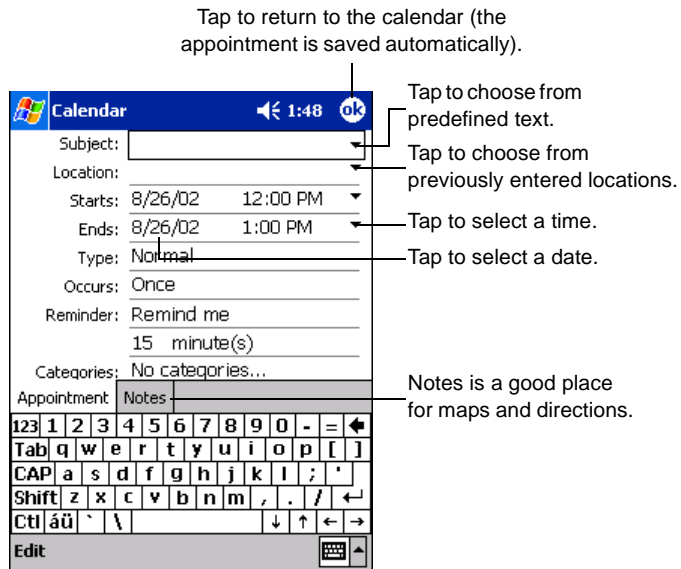 Tap to return to the calendar (the
appointment is saved automatically).
Calendar 1:48 ok
Tap to choose from
predefined text.
Subject:
Tap to choose from
previously entered locations.
Location:
Starts: 8/26/02 12:00 PM
Ends: 8/26/02 1:00 PM
Tap to select a time.
Type: Normal
Tap to select a date.
Occurs: Once
Reminder: Remind me
15 minute(s)
Categories: No categories...
Appointment Notes
Notes is a good place
for maps and directions.
123 1 2 3 4 5 6 7 8 9 0 - = 🡸
Tab q w e r t y u i o p [ ]
CAP a s d f g h j k l ; '
Shift z x c v b n m , . / ↵
Ctl áü ` \ ↓ ↑ ← →
Edit